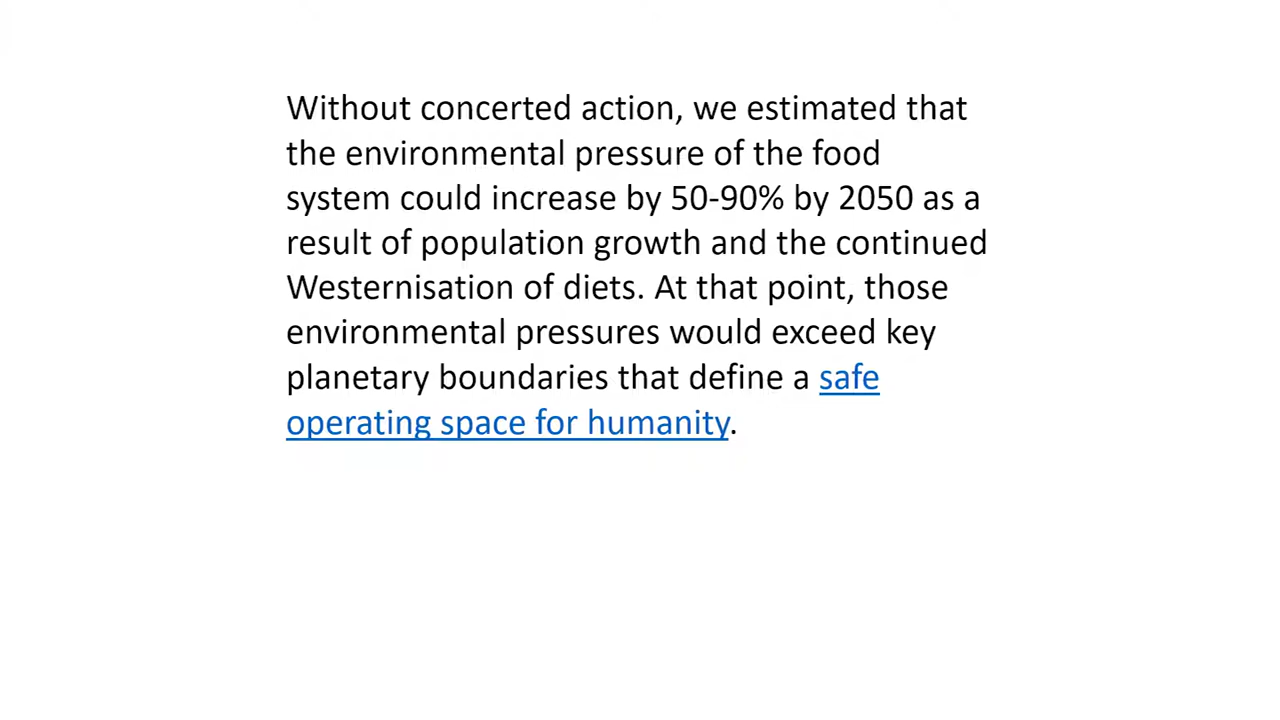 Without concerted action, we estimated that
the environmental pressure of the food
system could increase by 50-90% by 2050 as a
result of population growth and the continued
Westernisation of diets. At that point, those
environmental pressures would exceed key
planetary boundaries that define a safe
operating space for humanity.